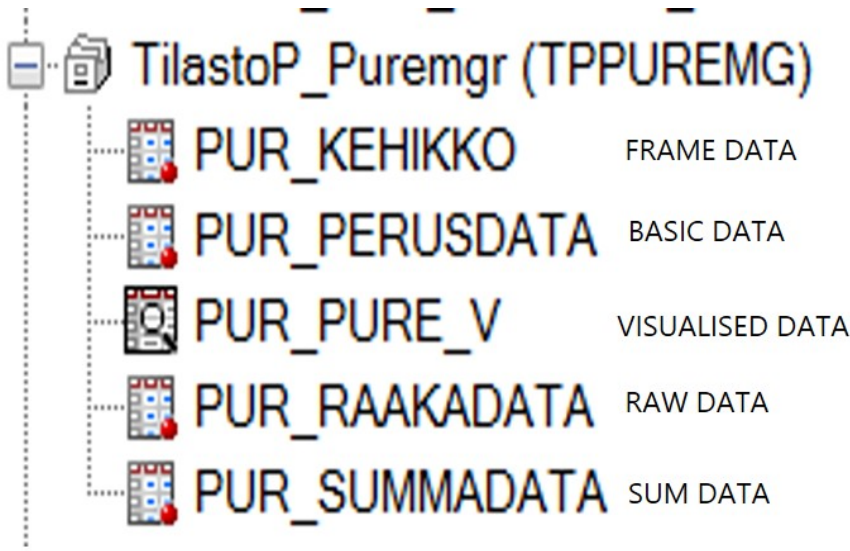 TilastoP_Puremgr (TPPUREMG)
PUR_KEHIKKO FRAME DATA
PUR_PERUSDATA BASIC DATA
PUR_PURE_V VISUALISED DATA
PUR_RAAKADATA RAW DATA
PUR_SUMMADATA SUM DATA